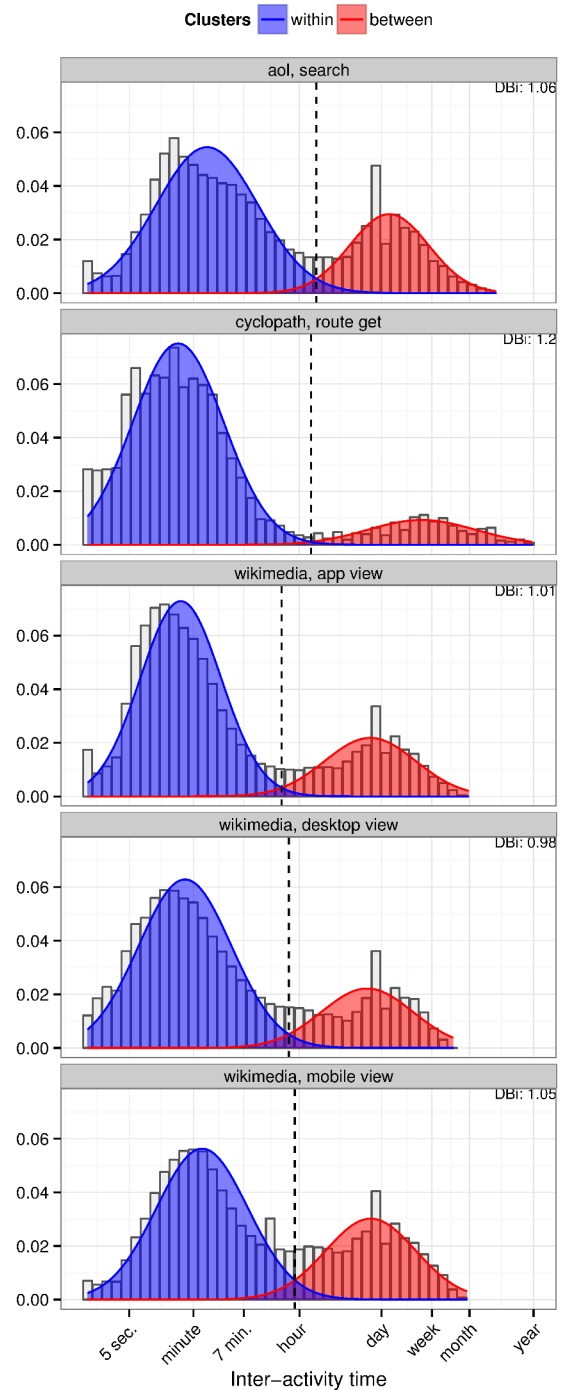 Clusters within between
aol, search
DBi: 1.06
0.06
0.04
0.02
0.00
cyclopath, route get
DBi: 1.2
0.06
0.04
0.02
0.00
wikimedia, app view
DBi: 1.01
0.06
0.04
0.02
0.00
wikimedia, desktop view
DBi: 0.98
0.06
0.04
0.02
0.00
wikimedia, mobile view
DBi: 1.05
0.06
0.04
0.02
0.00
5 sec. minute 7 min. hour day week month year
Inter−activity time